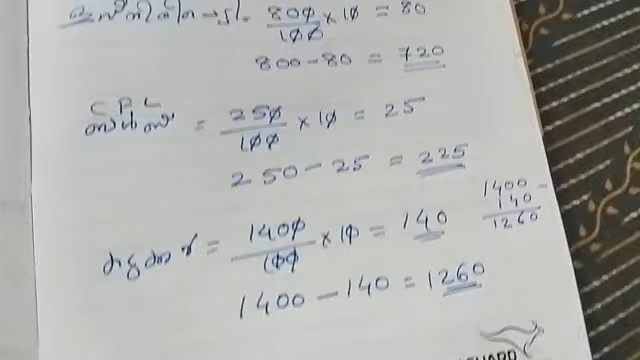 800/100 × 10 = 80
800 - 80 = 720
CPL
= 250/100 × 10 = 25
250 - 25 = 225
= 1400/100 × 10 = 140
1400 -
140
1260
1400 - 140 = 1260